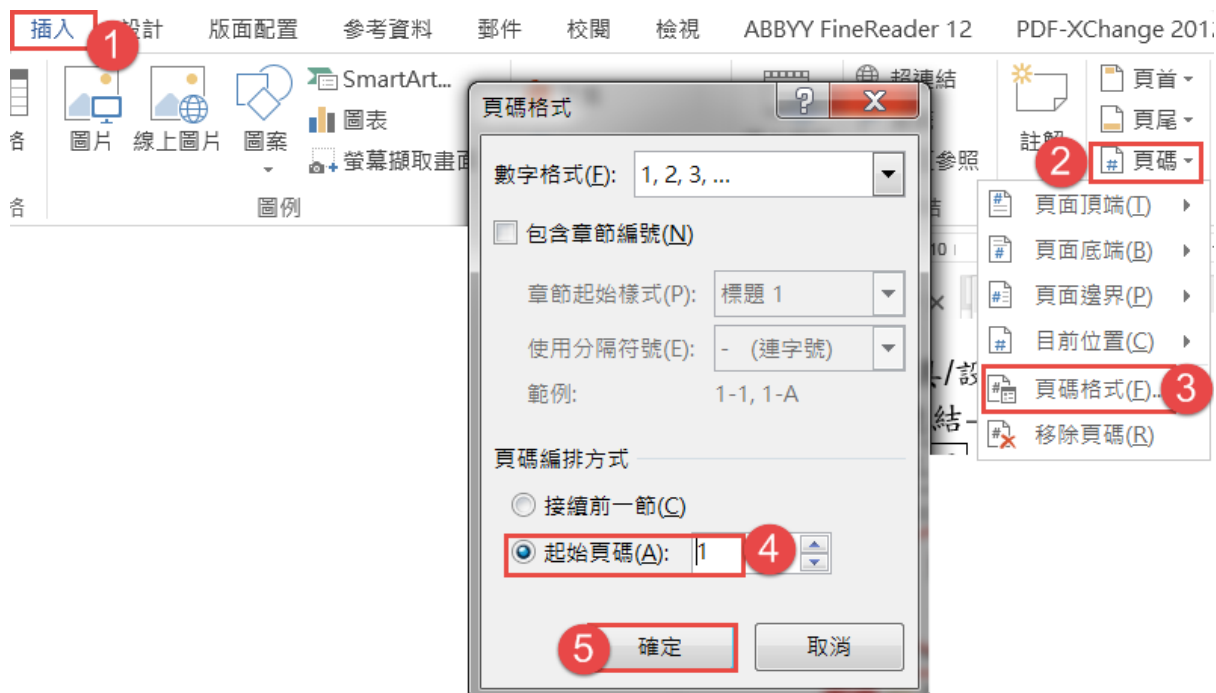 插入 設計 版面配置 參考資料 郵件 校閱 檢視 ABBYY FineReader 12 PDF-XChange 201
1
SmartArt...
圖表
螢幕擷取畫面
圖片 線上圖片 圖案
圖例
超連結
參照
註解
頁首
頁尾
2
頁碼
頁面頂端(T)
頁面底端(B)
頁面邊界(P)
目前位置(C)
頁碼格式(F)...
3
移除頁碼(R)
10
頁碼格式
數字格式(F): 1, 2, 3, ...
包含章節編號(N)
章節起始樣式(P): 標題 1
使用分隔符號(E): - (連字號)
範例: 1-1, 1-A
頁碼編排方式
接續前一節(C)
起始頁碼(A): 1
4
5
確定 取消